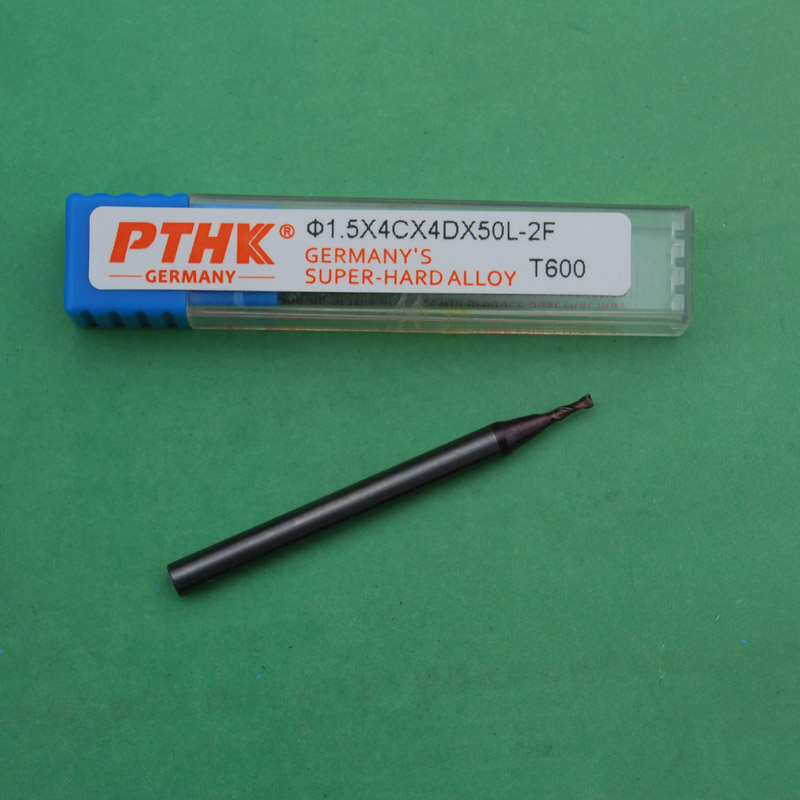 PTHK®
GERMANY
Φ1.5X4CX4DX50L-2F
GERMANY'S
SUPER-HARD ALLOY
T600